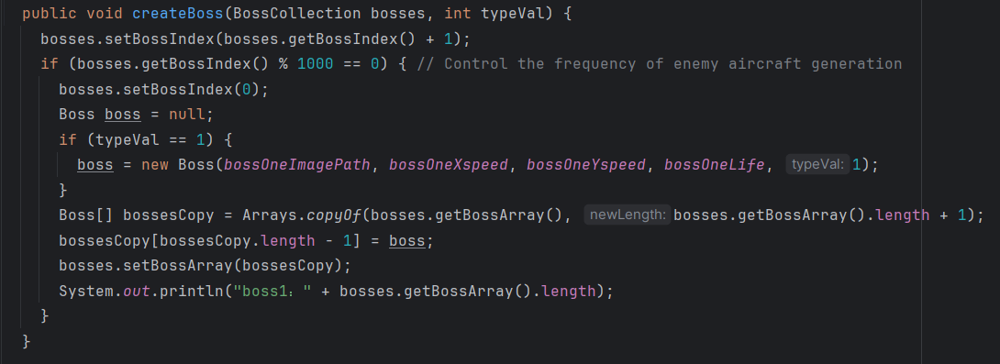 public void createBoss(BossCollection bosses, int typeVal) {
bosses.setBossIndex(bosses.getBossIndex() + 1);
if (bosses.getBossIndex() % 1000 == 0) { // Control the frequency of enemy aircraft generation
bosses.setBossIndex(0);
Boss boss = null;
if (typeVal == 1) {
boss = new Boss(bossOneImagePath, bossOneXspeed, bossOneYspeed, bossOneLife, typeVal: 1);
}
Boss[] bossesCopy = Arrays.copyOf(bosses.getBossArray(), newLength: bosses.getBossArray().length + 1);
bossesCopy[bossesCopy.length - 1] = boss;
bosses.setBossArray(bossesCopy);
System.out.println("boss1：" + bosses.getBossArray().length);
}
}